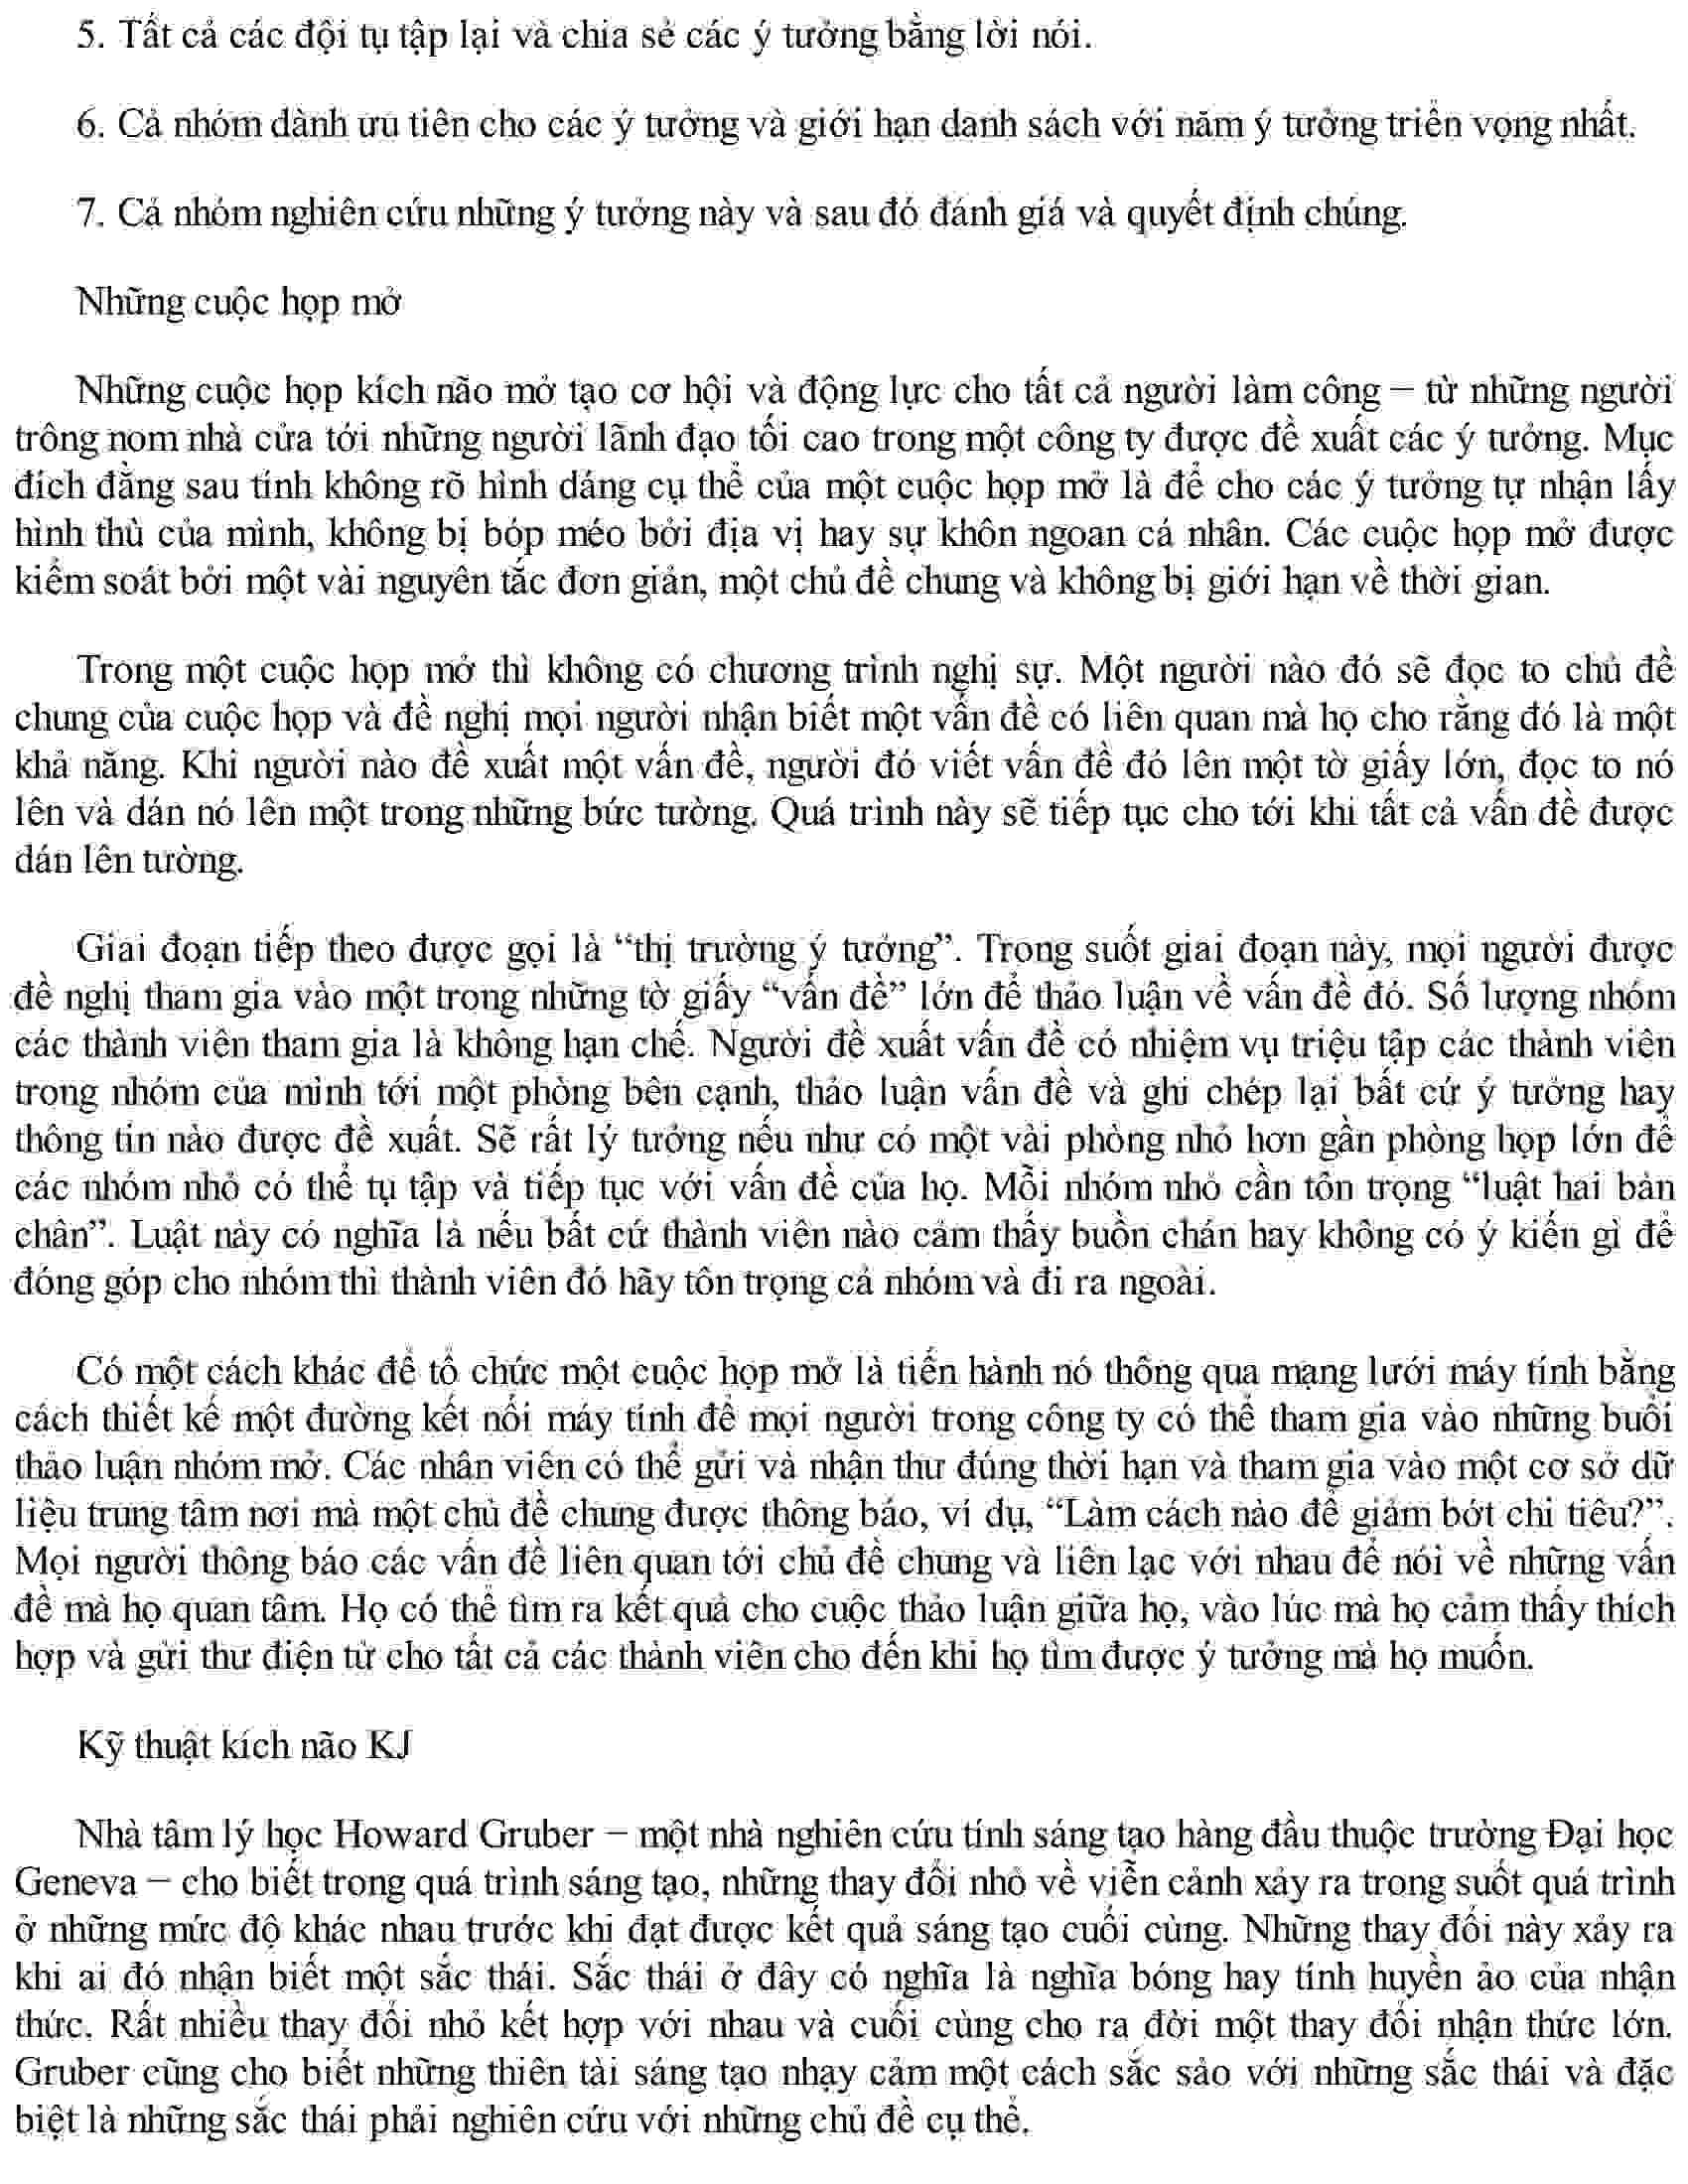 5. Tất cả các đội tụ tập lại và chia sẻ các ý tưởng bằng lời nói.
6. Cả nhóm dành ưu tiên cho các ý tưởng và giới hạn danh sách với năm ý tưởng triển vọng nhất.
7. Cả nhóm nghiên cứu những ý tưởng này và sau đó đánh giá và quyết định chúng.
Những cuộc họp mở
Những cuộc họp kích não mở tạo cơ hội và động lực cho tất cả người làm công – từ những người
trông nom nhà cửa tới những người lãnh đạo tối cao trong một công ty được đề xuất các ý tưởng. Mục
đích đằng sau tính không rõ hình dáng cụ thể của một cuộc họp mở là để cho các ý tưởng tự nhận lấy
hình thù của mình, không bị bóp méo bởi địa vị hay sự khôn ngoan cá nhân. Các cuộc họp mở được
kiểm soát bởi một vài nguyên tắc đơn giản, một chủ đề chung và không bị giới hạn về thời gian.
Trong một cuộc họp mở thì không có chương trình nghị sự. Một người nào đó sẽ đọc to chủ đề
chung của cuộc họp và đề nghị mọi người nhận biết một vấn đề có liên quan mà họ cho rằng đó là một
khả năng. Khi người nào đề xuất một vấn đề, người đó viết vấn đề đó lên một tờ giấy lớn, đọc to nó
lên và dán nó lên một trong những bức tường. Quá trình này sẽ tiếp tục cho tới khi tất cả vấn đề được
dán lên tường.
Giai đoạn tiếp theo được gọi là “thị trường ý tưởng”. Trong suốt giai đoạn này, mọi người được
đề nghị tham gia vào một trong những tờ giấy “vấn đề” lớn để thảo luận về vấn đề đó. Số lượng nhóm
các thành viên tham gia là không hạn chế. Người đề xuất vấn đề có nhiệm vụ triệu tập các thành viên
trong nhóm của mình tới một phòng bên cạnh, thảo luận vấn đề và ghi chép lại bất cứ ý tưởng hay
thông tin nào được đề xuất. Sẽ rất lý tưởng nếu như có một vài phòng nhỏ hơn gần phòng họp lớn để
các nhóm nhỏ có thể tụ tập và tiếp tục với vấn đề của họ. Mỗi nhóm nhỏ cần tôn trọng “luật hai bàn
chân”. Luật này có nghĩa là nếu bất cứ thành viên nào cảm thấy buồn chán hay không có ý kiến gì để
đóng góp cho nhóm thì thành viên đó hãy tôn trọng cả nhóm và đi ra ngoài.
Có một cách khác để tổ chức một cuộc họp mở là tiến hành nó thông qua mạng lưới máy tính bằng
cách thiết kế một đường kết nối máy tính để mọi người trong công ty có thể tham gia vào những buổi
thảo luận nhóm mở. Các nhân viên có thể gửi và nhận thư đúng thời hạn và tham gia vào một cơ sở dữ
liệu trung tâm nơi mà một chủ đề chung được thông báo, ví dụ, “Làm cách nào để giảm bớt chi tiêu?”.
Mọi người thông báo các vấn đề liên quan tới chủ đề chung và liên lạc với nhau để nói về những vấn
đề mà họ quan tâm. Họ có thể tìm ra kết quả cho cuộc thảo luận giữa họ, vào lúc mà họ cảm thấy thích
hợp và gửi thư điện tử cho tất cả các thành viên cho đến khi họ tìm được ý tưởng mà họ muốn.
Kỹ thuật kích não KJ
Nhà tâm lý học Howard Gruber – một nhà nghiên cứu tính sáng tạo hàng đầu thuộc trường Đại học
Geneva – cho biết trong quá trình sáng tạo, những thay đổi nhỏ về viễn cảnh xảy ra trong suốt quá trình
ở những mức độ khác nhau trước khi đạt được kết quả sáng tạo cuối cùng. Những thay đổi này xảy ra
khi ai đó nhận biết một sắc thái. Sắc thái ở đây có nghĩa là nghĩa bóng hay tính huyền ảo của nhận
thức. Rất nhiều thay đổi nhỏ kết hợp với nhau và cuối cùng cho ra đời một thay đổi nhận thức lớn.
Gruber cũng cho biết những thiên tài sáng tạo nhạy cảm một cách sắc sảo với những sắc thái và đặc
biệt là những sắc thái phải nghiên cứu với những chủ đề cụ thể.